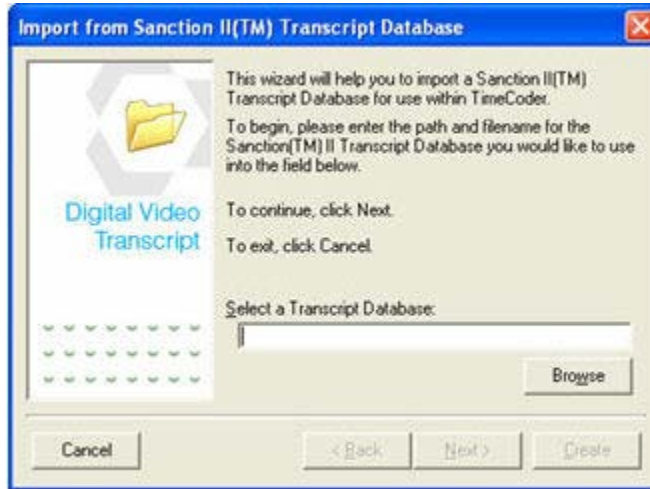 Import from Sanction II(TM) Transcript Database
This wizard will help you to import a Sanction II(TM)
Transcript Database for use within TimeCoder.
To begin, please enter the path and filename for the
Sanction(TM) II Transcript Database you would like to use
into the field below.
Digital Video
Transcript
To continue, click Next.
To exit, click Cancel.
Select a Transcript Database:
Browse
Cancel
< Back
Next >
Create